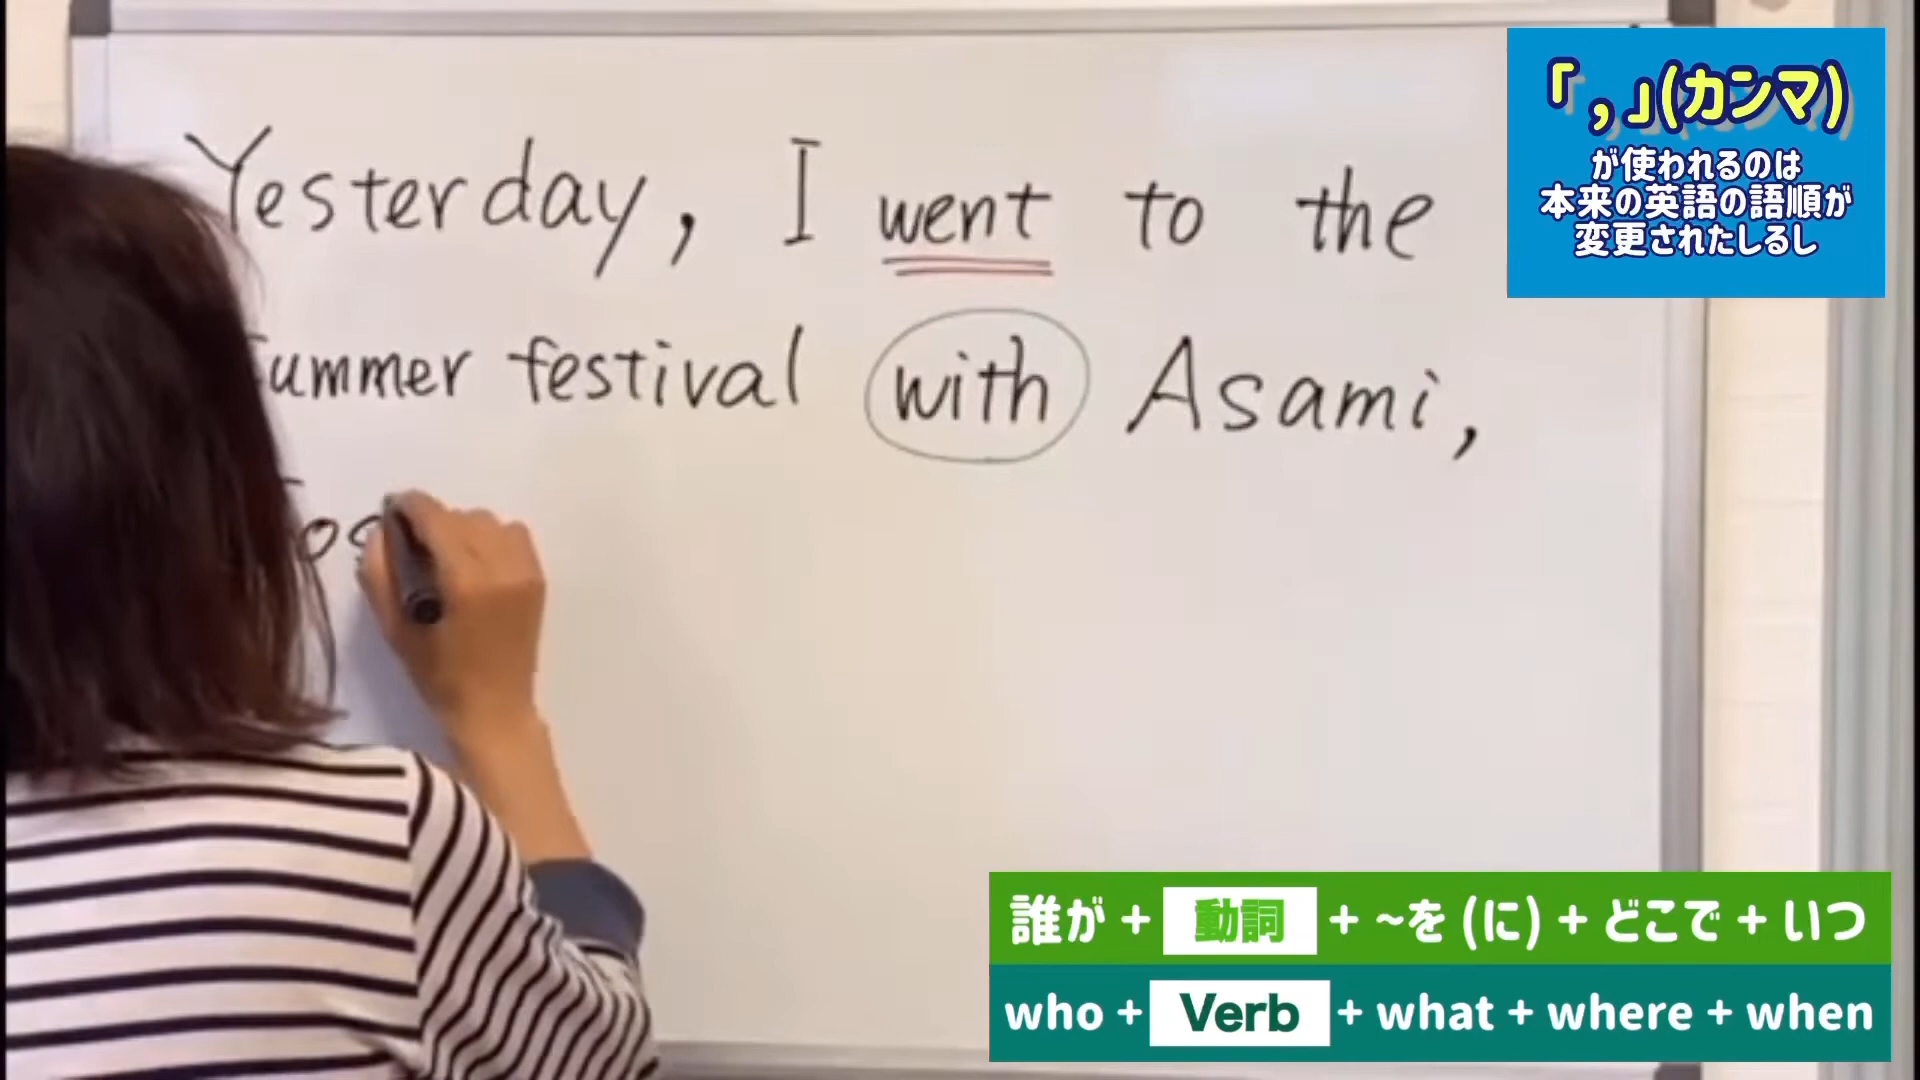 Yesterday, I went to the
summer festival with Asami,
「,」(カンマ)
が使われるのは
本来の英語の語順が
変更されたしるし
誰が + 動詞 + ~を (に) + どこで + いつ
who + Verb + what + where + when